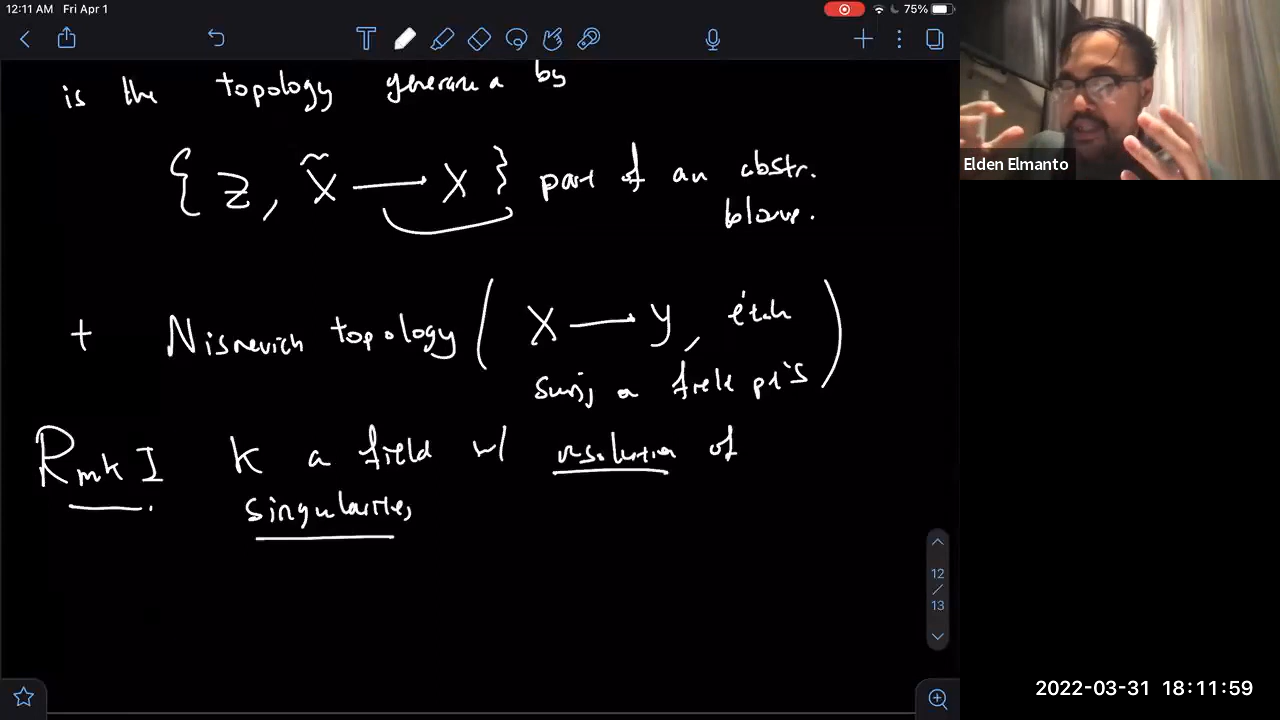 12:11 AM Fri Apr 1
75%
is the topology generated by
{ Z, X̃ → X } part of an abstr.
blowup.
+ Nisnevich topology ( X → Y, étale
surj on field pts )
Rmk I k a field w/ resolution of
singularities
12
/
13
Elden Elmanto
2022-03-31 18:11:59